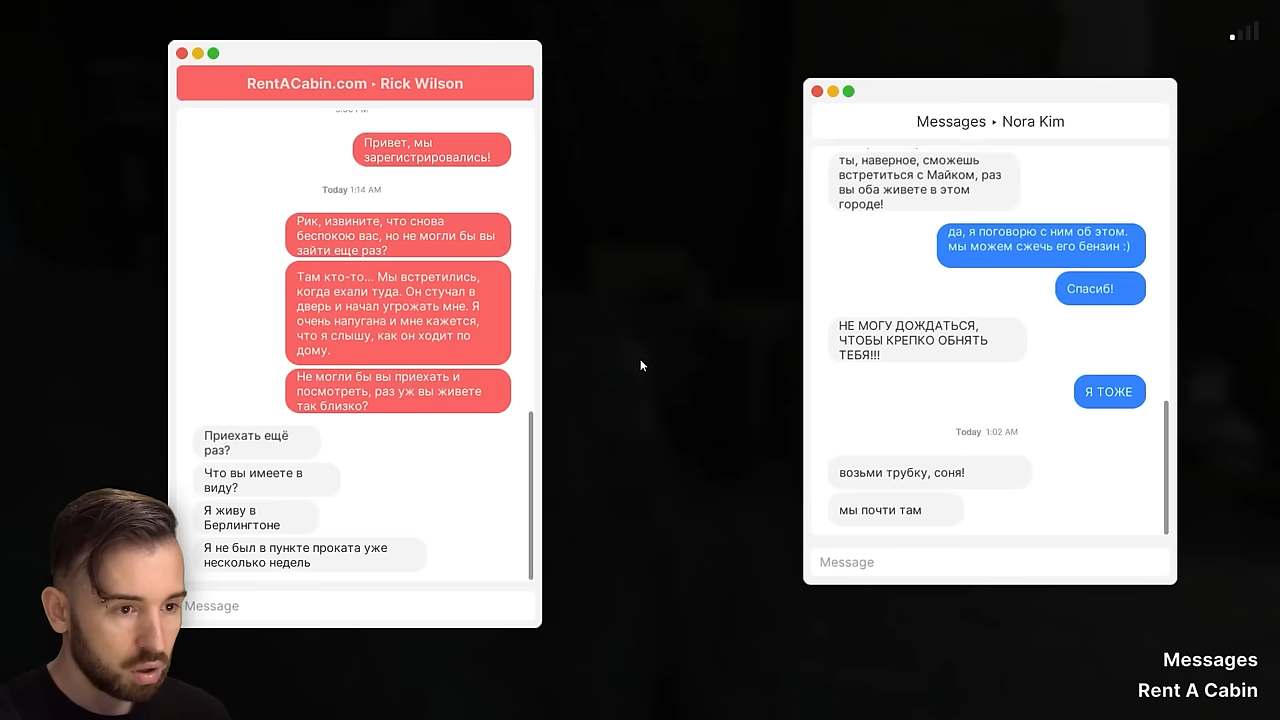 RentACabin.com ‣ Rick Wilson
Привет, мы
зарегистрировались!
Today 1:14 AM
Рик, извините, что снова
беспокою вас, но не могли бы вы
зайти еще раз?
Там кто-то... Мы встретились,
когда ехали туда. Он стучал в
дверь и начал угрожать мне. Я
очень напугана и мне кажется,
что я слышу, как он ходит по
дому.
Не могли бы вы приехать и
посмотреть, раз уж вы живете
так близко?
Приехать ещё
раз?
Что вы имеете в
виду?
Я живу в
Берлингтоне
Я не был в пункте проката уже
несколько недель
Message
Messages ‣ Nora Kim
ты, наверное, сможешь
встретиться с Майком, раз
вы оба живете в этом
городе!
да, я поговорю с ним об этом.
мы можем сжечь его бензин :)
Спасиб!
НЕ МОГУ ДОЖДАТЬСЯ,
ЧТОБЫ КРЕПКО ОБНЯТЬ
ТЕБЯ!!!
Я ТОЖЕ
Today 1:02 AM
возьми трубку, соня!
мы почти там
Message
Messages
Rent A Cabin